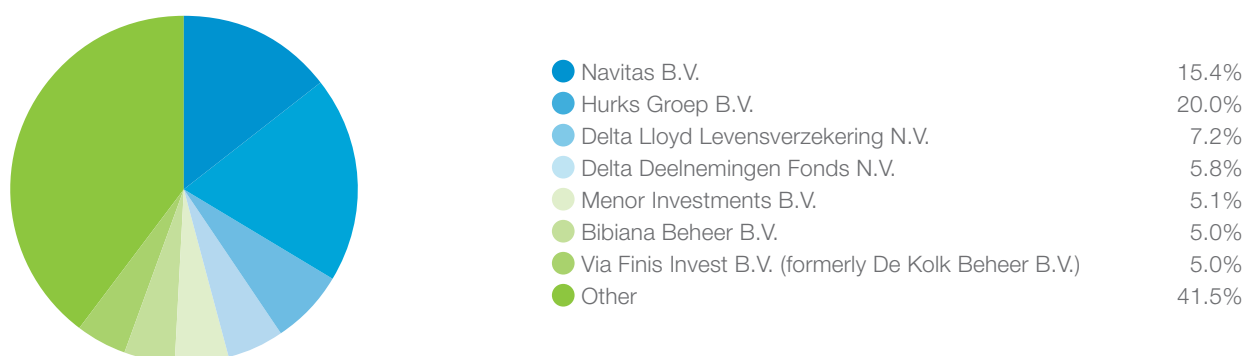 Navitas B.V. 15.4%
Hurks Groep B.V. 20.0%
Delta Lloyd Levensverzekering N.V. 7.2%
Delta Deelnemingen Fonds N.V. 5.8%
Menor Investments B.V. 5.1%
Bibiana Beheer B.V. 5.0%
Via Finis Invest B.V. (formerly De Kolk Beheer B.V.) 5.0%
Other 41.5%